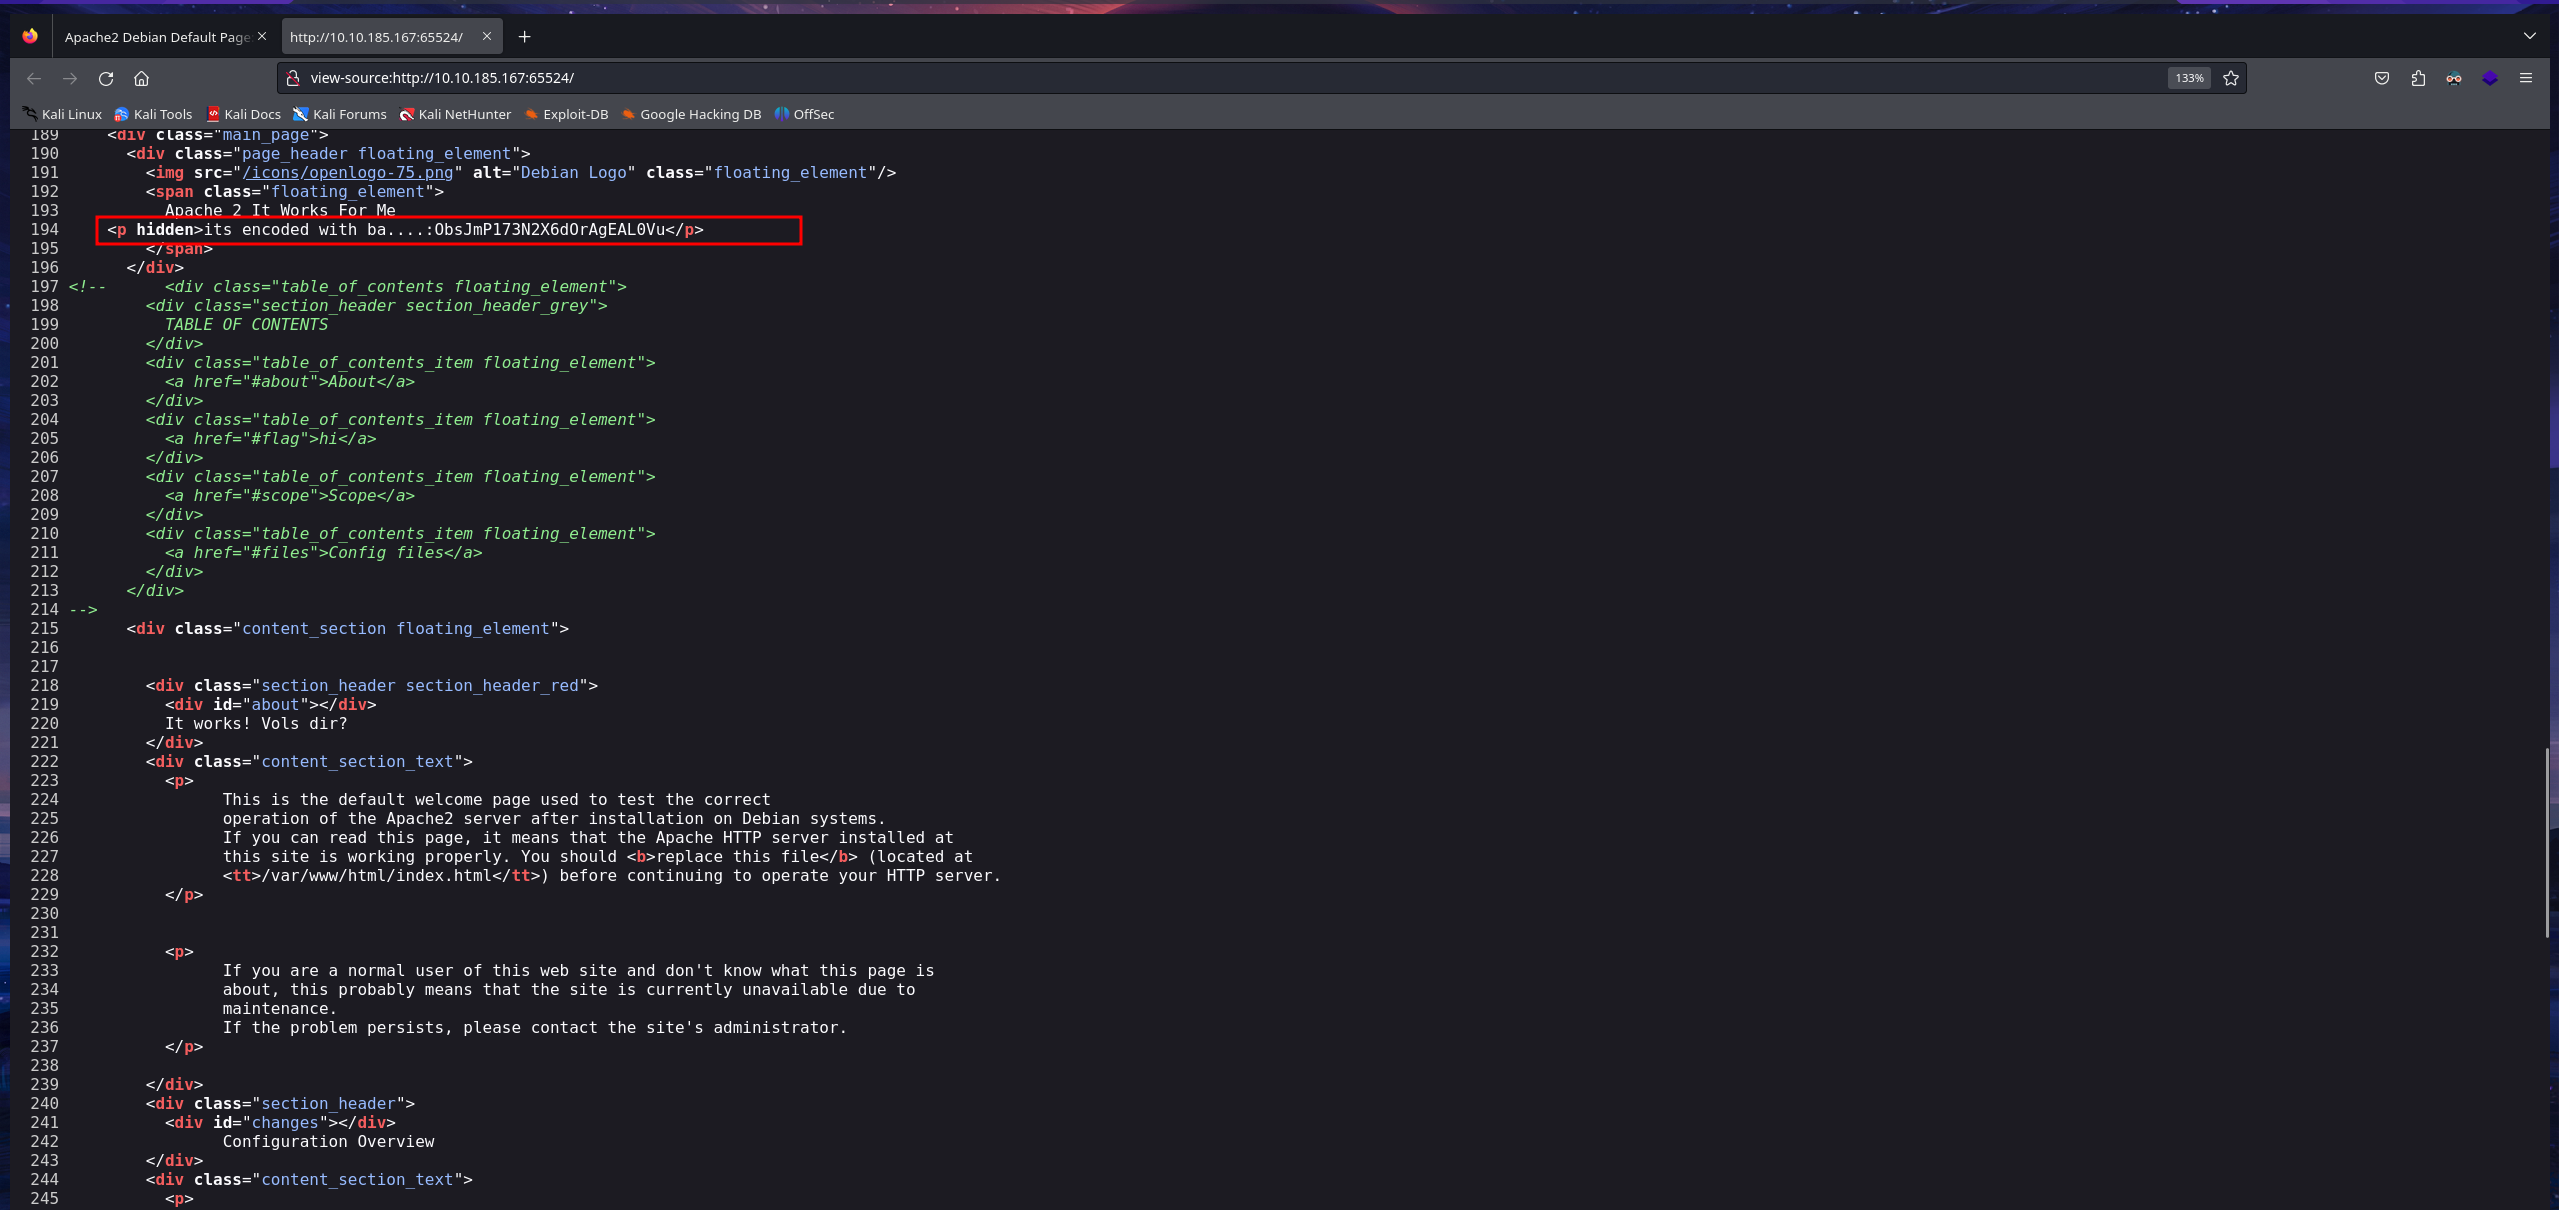 Apache2 Debian Default Page
http://10.10.185.167:65524/
view-source:http://10.10.185.167:65524/
133%
Kali Linux Kali Tools Kali Docs Kali Forums Kali NetHunter Exploit-DB Google Hacking DB OffSec
189 <div class="main_page">
190 <div class="page_header floating_element">
191 <img src="/icons/openlogo-75.png" alt="Debian Logo" class="floating_element"/>
192 <span class="floating_element">
193 Apache 2 It Works For Me
194 <p hidden>its encoded with ba....:ObsJmP173N2X6dOrAgEAL0Vu</p>
195 </span>
196 </div>
197 <!-- <div class="table_of_contents floating_element">
198 <div class="section_header section_header_grey">
199 TABLE OF CONTENTS
200 </div>
201 <div class="table_of_contents_item floating_element">
202 <a href="#about">About</a>
203 </div>
204 <div class="table_of_contents_item floating_element">
205 <a href="#flag">hi</a>
206 </div>
207 <div class="table_of_contents_item floating_element">
208 <a href="#scope">Scope</a>
209 </div>
210 <div class="table_of_contents_item floating_element">
211 <a href="#files">Config files</a>
212 </div>
213 </div>
214 -->
215 <div class="content_section floating_element">
216
217
218 <div class="section_header section_header_red">
219 <div id="about"></div>
220 It works! Vols dir?
221 </div>
222 <div class="content_section_text">
223 <p>
224 This is the default welcome page used to test the correct
225 operation of the Apache2 server after installation on Debian systems.
226 If you can read this page, it means that the Apache HTTP server installed at
227 this site is working properly. You should <b>replace this file</b> (located at
228 <tt>/var/www/html/index.html</tt>) before continuing to operate your HTTP server.
229 </p>
230
231
232 <p>
233 If you are a normal user of this web site and don't know what this page is
234 about, this probably means that the site is currently unavailable due to
235 maintenance.
236 If the problem persists, please contact the site's administrator.
237 </p>
238
239 </div>
240 <div class="section_header">
241 <div id="changes"></div>
242 Configuration Overview
243 </div>
244 <div class="content_section_text">
245 <p>